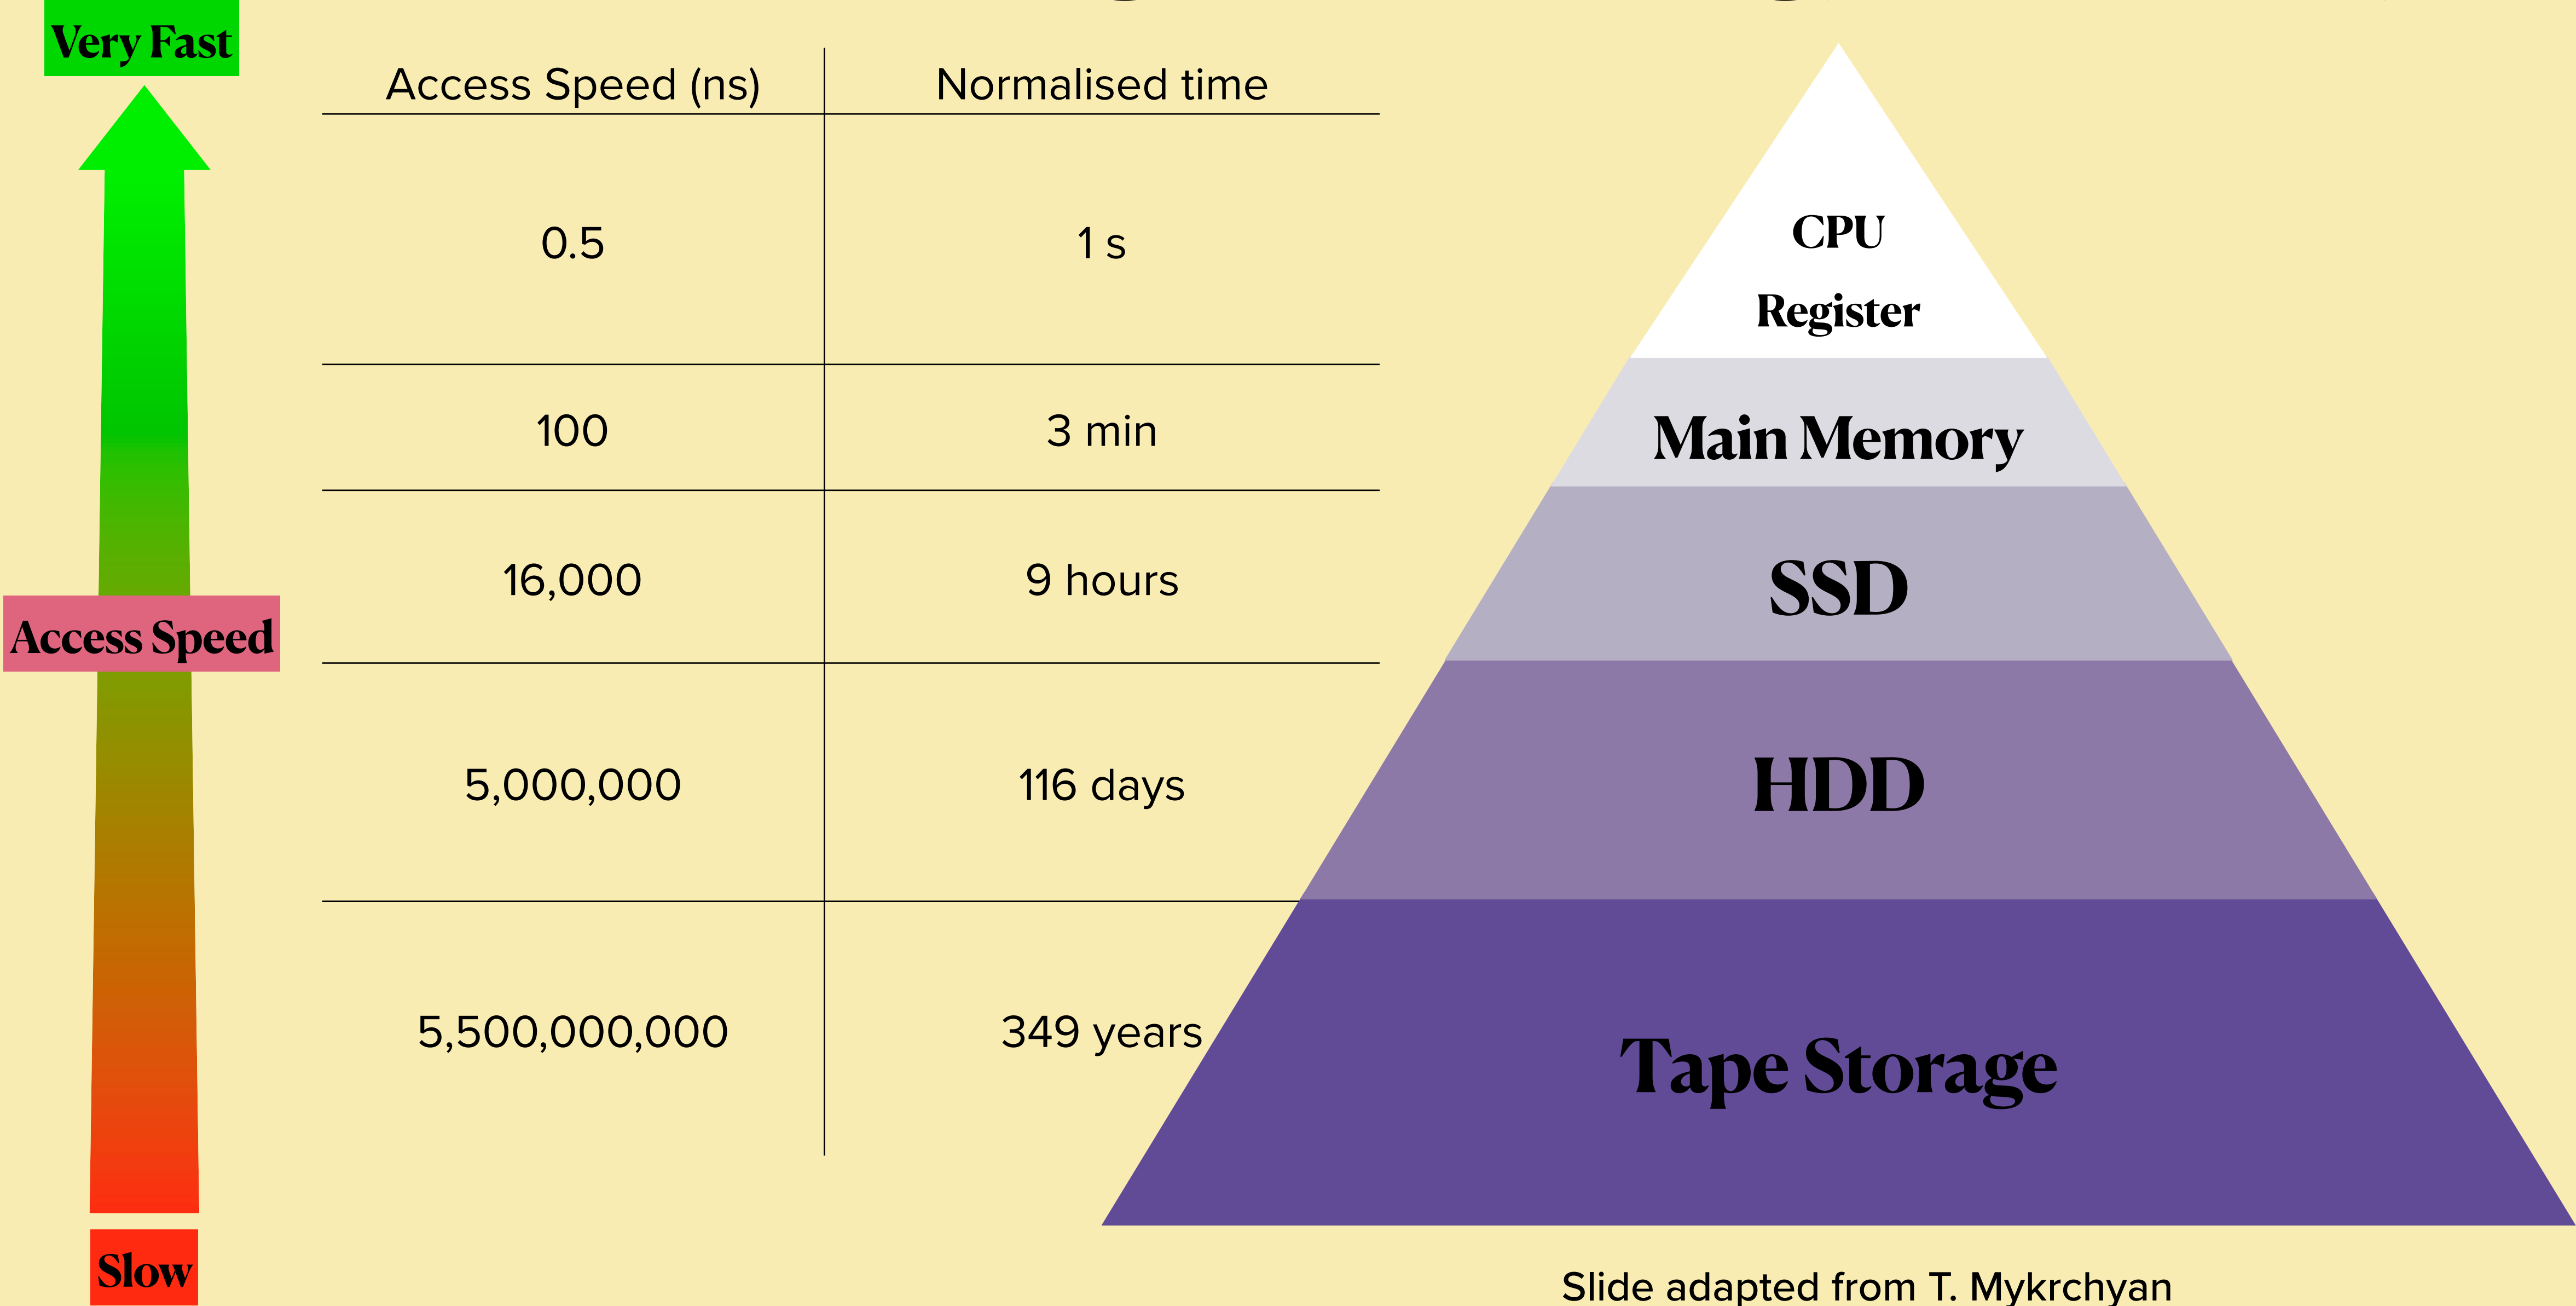 Very Fast
Access Speed (ns) Normalised time
0.5 1 s
CPU
Register
100 3 min
Main Memory
16,000 9 hours
SSD
Access Speed
5,000,000 116 days
HDD
5,500,000,000 349 years
Tape Storage
Slow
Slide adapted from T. Mykrchyan